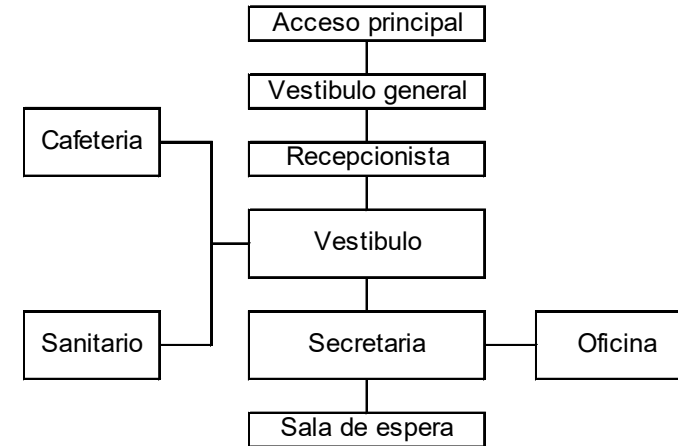 Acceso principal
Vestibulo general
Cafeteria
Recepcionista
Vestibulo
Sanitario
Secretaria
Oficina
Sala de espera